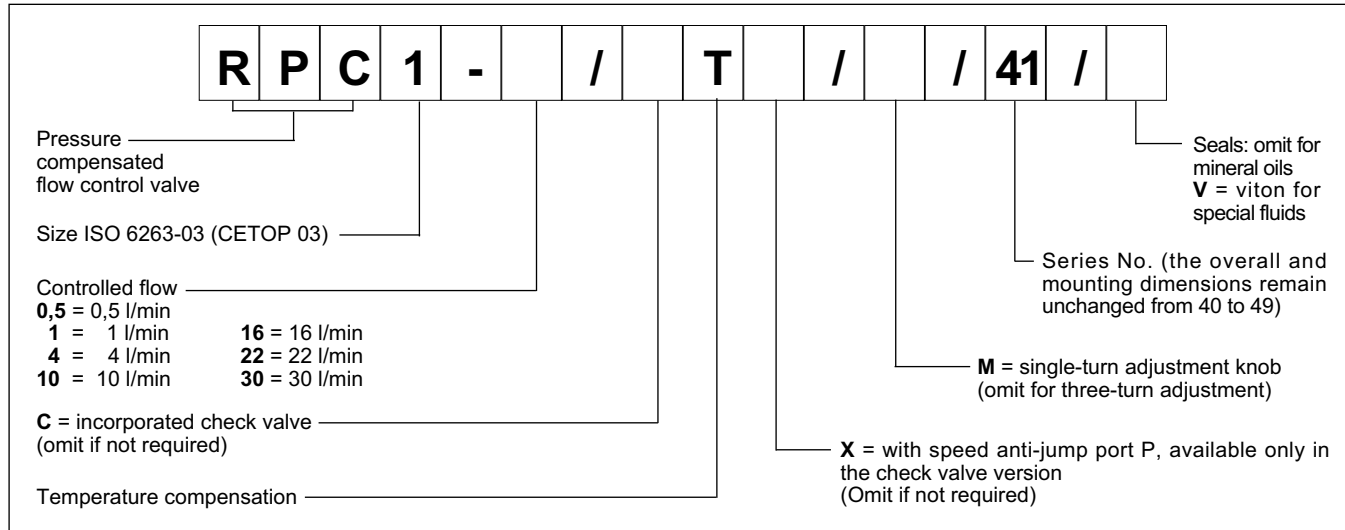 R P C 1 - / T / / 41 /
Pressure
compensated
flow control valve
Size ISO 6263-03 (CETOP 03)
Controlled flow
0,5 = 0,5 l/min
1 = 1 l/min 16 = 16 l/min
4 = 4 l/min 22 = 22 l/min
10 = 10 l/min 30 = 30 l/min
C = incorporated check valve
(omit if not required)
Temperature compensation
Seals: omit for
mineral oils
V = viton for
special fluids
Series No. (the overall and
mounting dimensions remain
unchanged from 40 to 49)
M = single-turn adjustment knob
(omit for three-turn adjustment)
X = with speed anti-jump port P, available only in
the check valve version
(Omit if not required)